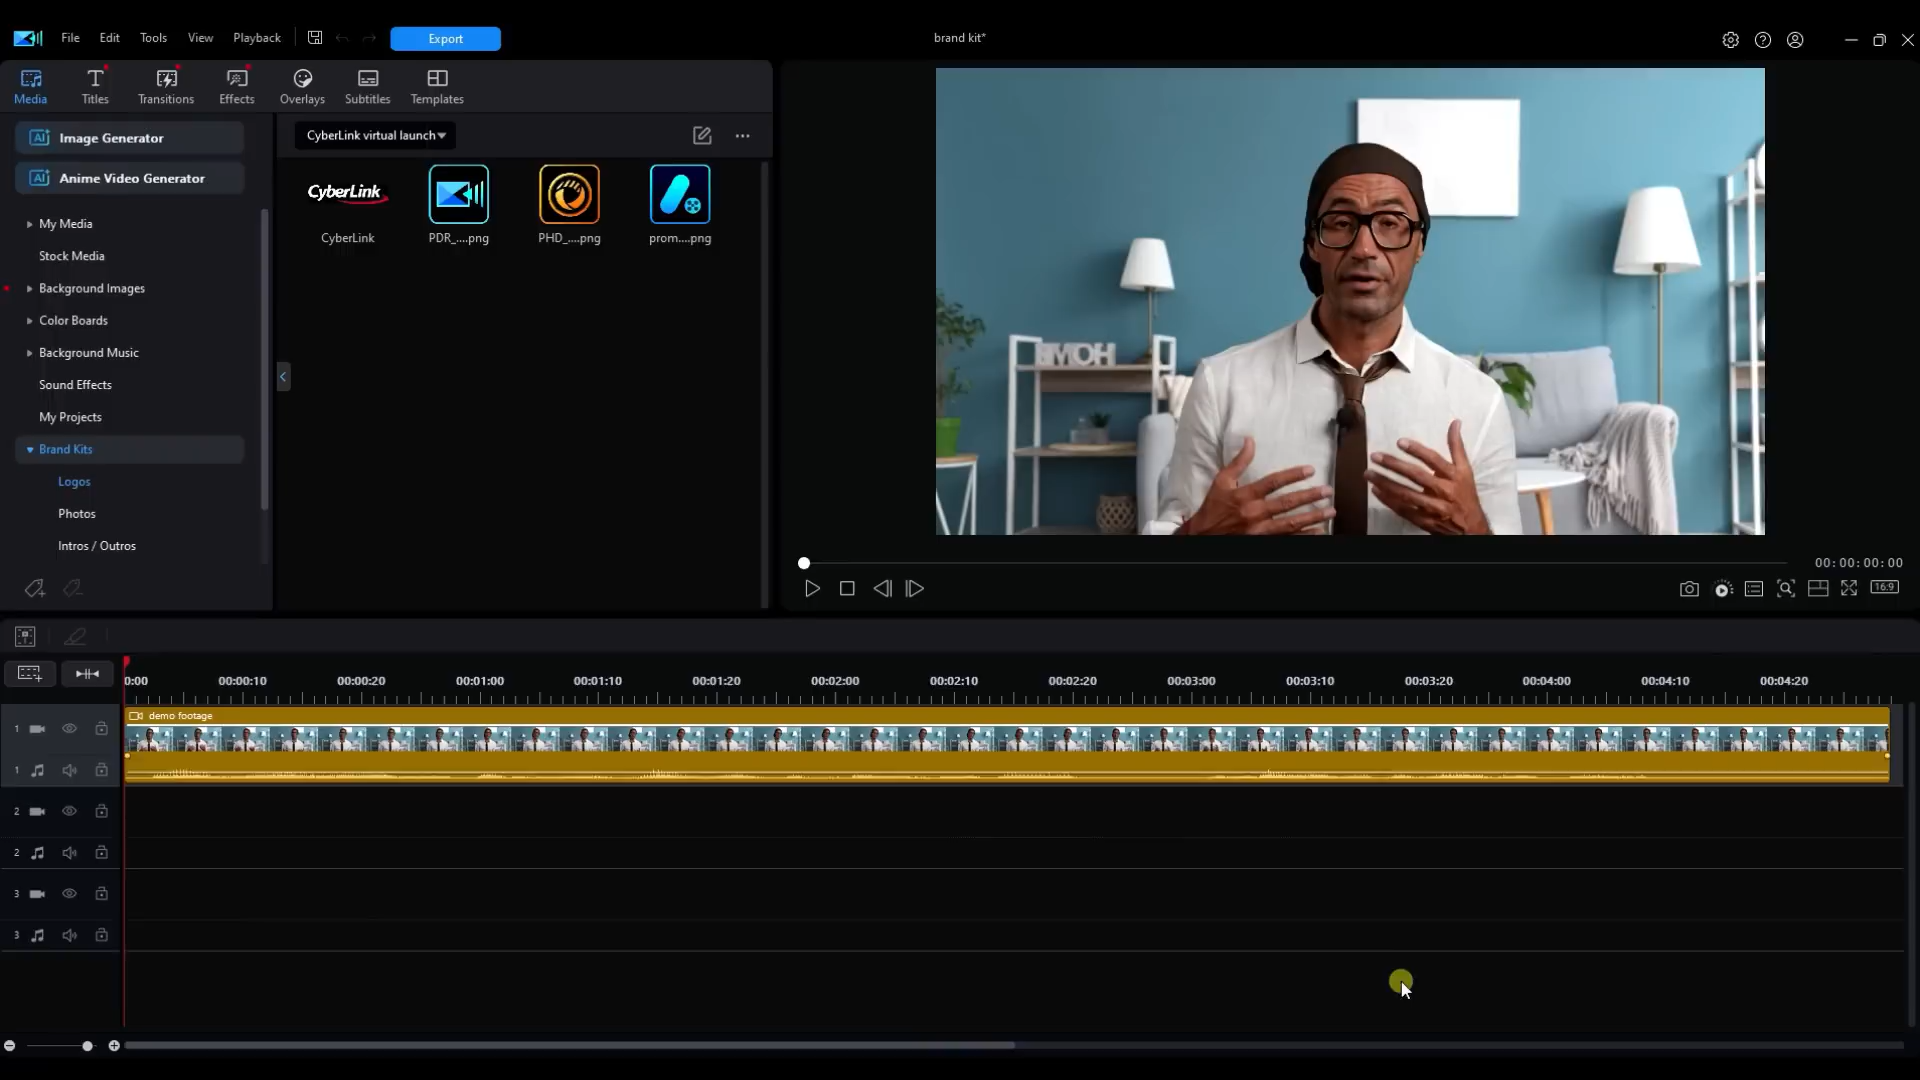 File Edit Tools View Playback Export brand kit*
Media Titles Transitions Effects Overlays Subtitles Templates
AI Image Generator
AI Anime Video Generator
My Media
Stock Media
Background Images
Color Boards
Background Music
Sound Effects
My Projects
Brand Kits
Logos
Photos
Intros / Outros
CyberLink virtual launch
CyberLink
CyberLink PDR_....png PHD_....png prom....png
HOME
00:00:00:00
16:9
0:00 00:00:10 00:00:20 00:01:00 00:01:10 00:01:20 00:02:00 00:02:10 00:02:20 00:03:00 00:03:10 00:03:20 00:04:00 00:04:10 00:04:20
demo footage
1
1
2
2
3
3